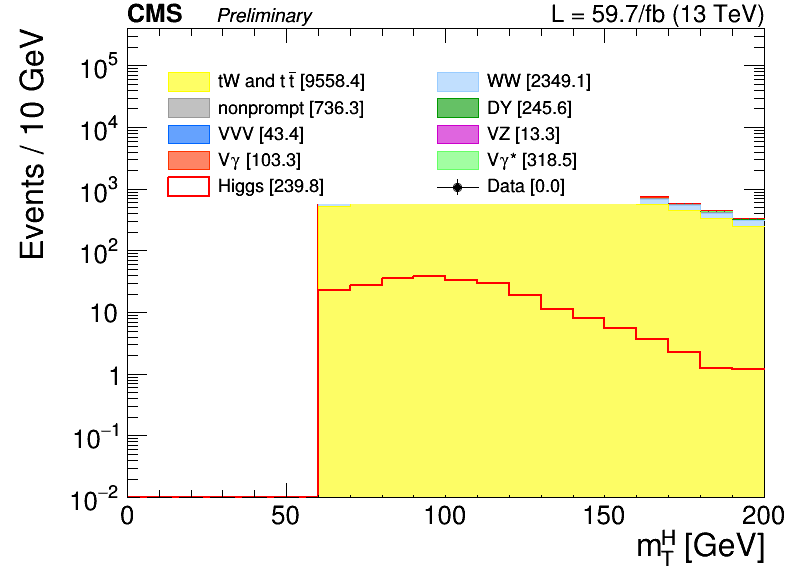 CMS Preliminary L = 59.7/fb (13 TeV)
Events / 10 GeV
10⁵
10⁴
10³
10²
10
1
10⁻¹
10⁻²
tW and tt̄ [9558.4] WW [2349.1]
nonprompt [736.3] DY [245.6]
VVV [43.4] VZ [13.3]
Vγ [103.3] Vγ* [318.5]
Higgs [239.8] Data [0.0]
0 50 100 150 200
m_T^H [GeV]